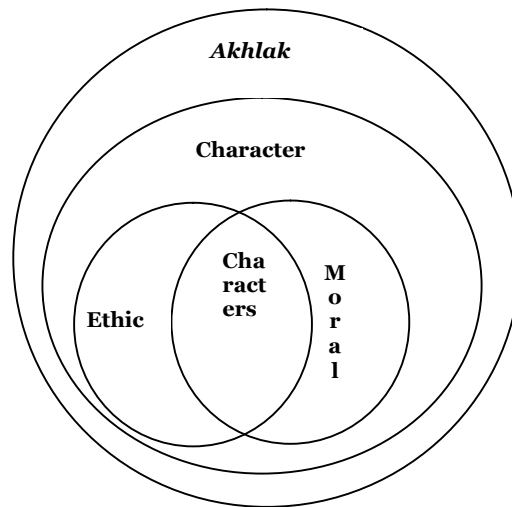 Akhlak
Character
Cha
ract
ers
Ethic
M
o
r
a
l